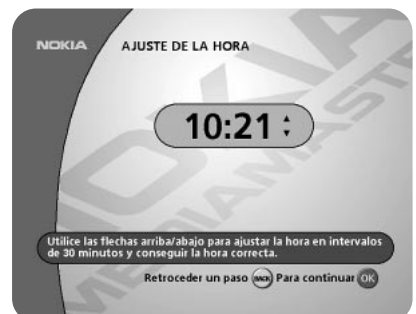 NOKIA
AJUSTE DE LA HORA
10:21
NOKIA
MEDIAMASTER
Utilice las flechas arriba/abajo para ajustar la hora en intervalos
de 30 minutos y conseguir la hora correcta.
Retroceder un paso BACK Para continuar OK